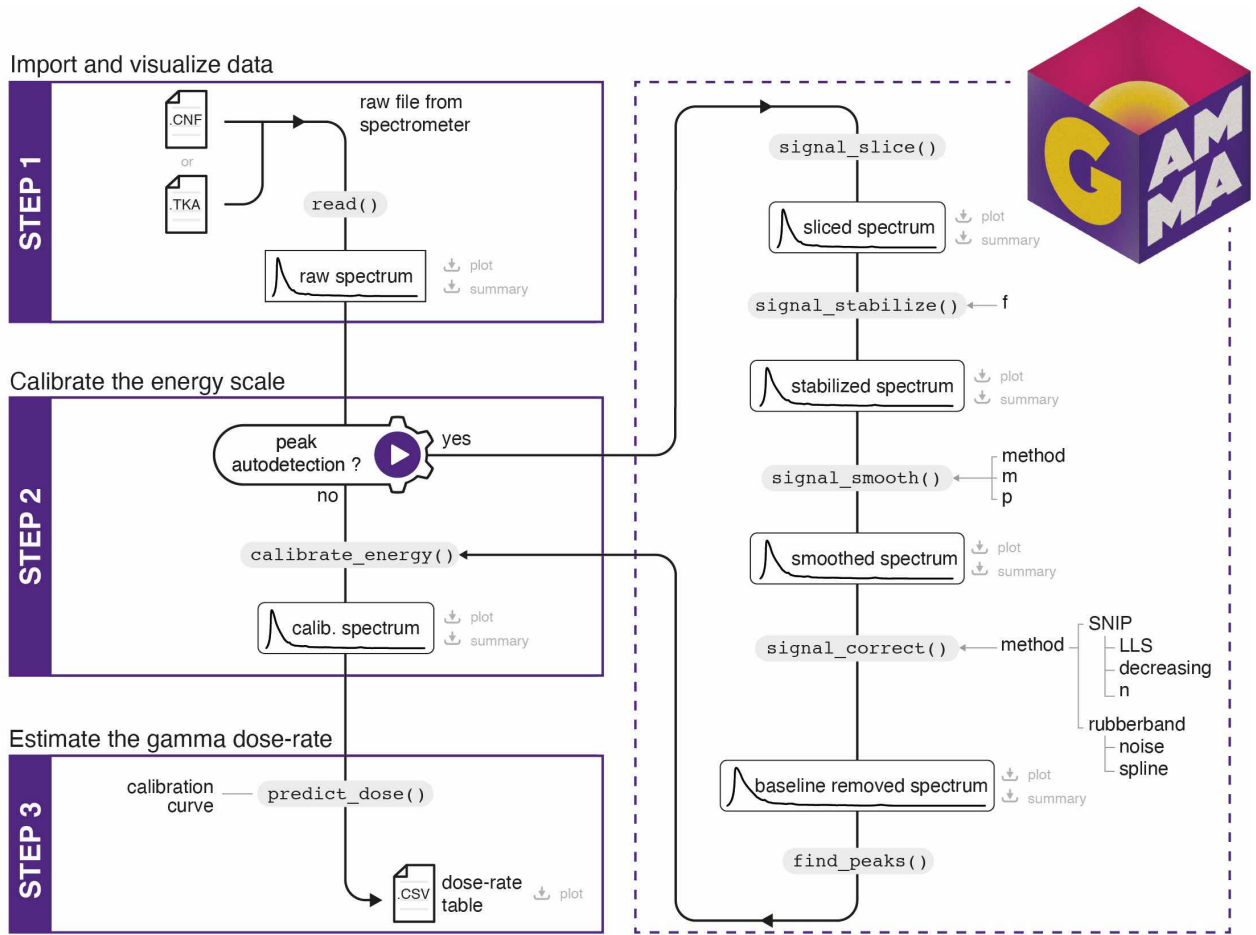 Import and visualize data
STEP 1
.CNF
or
.TKA
raw file from
spectrometer
read()
raw spectrum
plot
summary
Calibrate the energy scale
STEP 2
peak
autodetection ?
yes
no
calibrate_energy()
calib. spectrum
plot
summary
Estimate the gamma dose-rate
STEP 3
calibration
curve
predict_dose()
.CSV
dose-rate
table
plot
signal_slice()
sliced spectrum
plot
summary
signal_stabilize()
f
stabilized spectrum
plot
summary
signal_smooth()
method
m
p
smoothed spectrum
plot
summary
signal_correct()
method
SNIP
LLS
decreasing
n
rubberband
noise
spline
baseline removed spectrum
plot
summary
find_peaks()
G
AM
MA